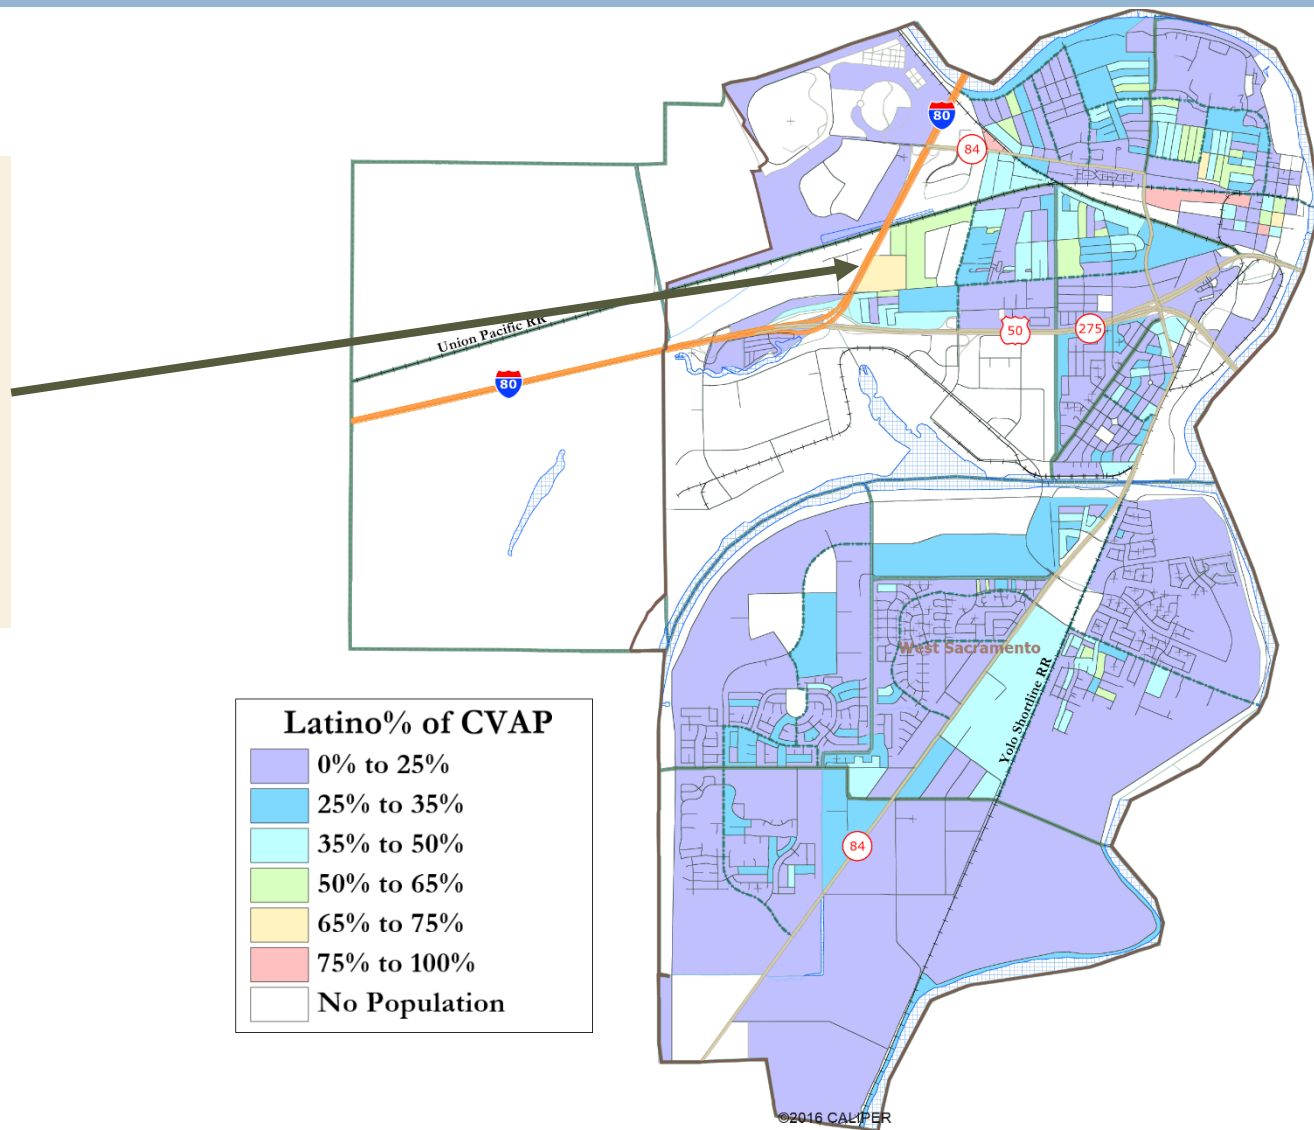 80
84
Union Pacific RR
50
275
80
West Sacramento
Yolo Shortline RR
Latino% of CVAP
0% to 25%
25% to 35%
35% to 50%
50% to 65%
65% to 75%
75% to 100%
No Population
84
©2016 CALIPER